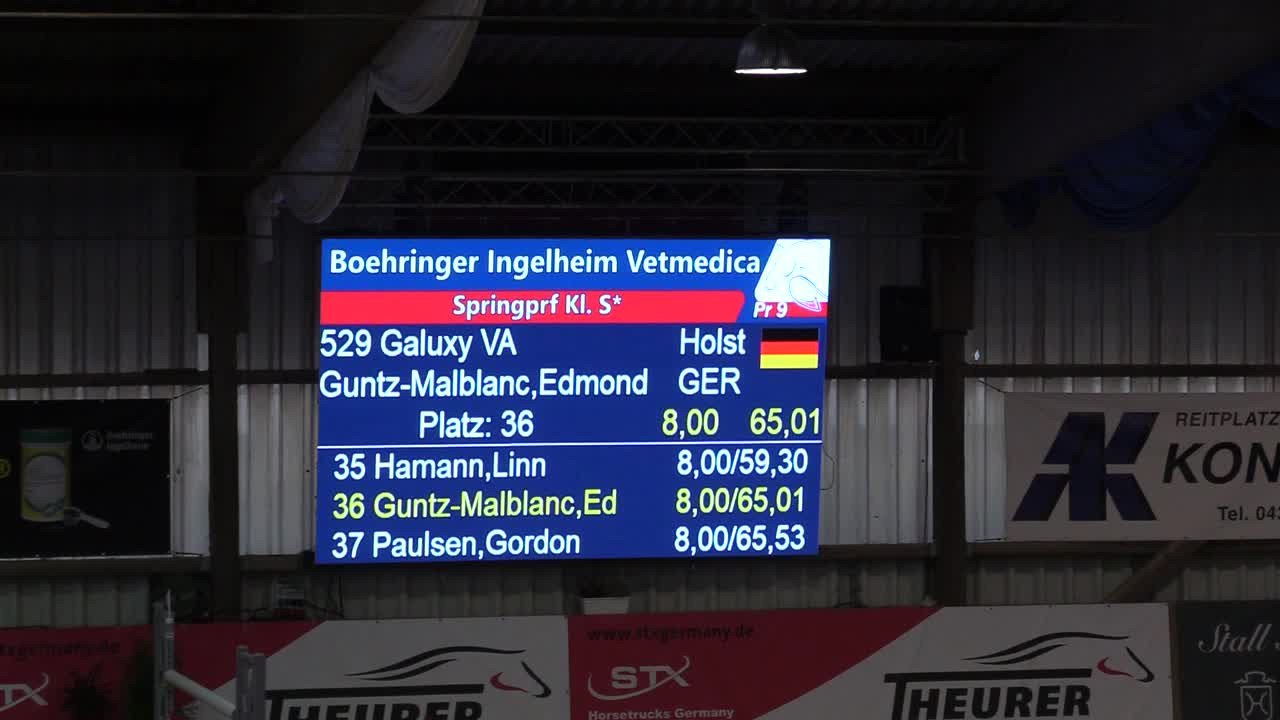 Boehringer Ingelheim Vetmedica
Springprf Kl. S*
Pr 9
529 Galuxy VA Holst
Guntz-Malblanc,Edmond GER
Platz: 36 8,00 65,01
35 Hamann,Linn 8,00/59,30
36 Guntz-Malblanc,Ed 8,00/65,01
37 Paulsen,Gordon 8,00/65,53
Boehringer
Ingelheim
REITPLATZ
KON
Tel. 043
www.stxgermany.de
STX
Horsetrucks Germany
THEURER
THEURER
Stall